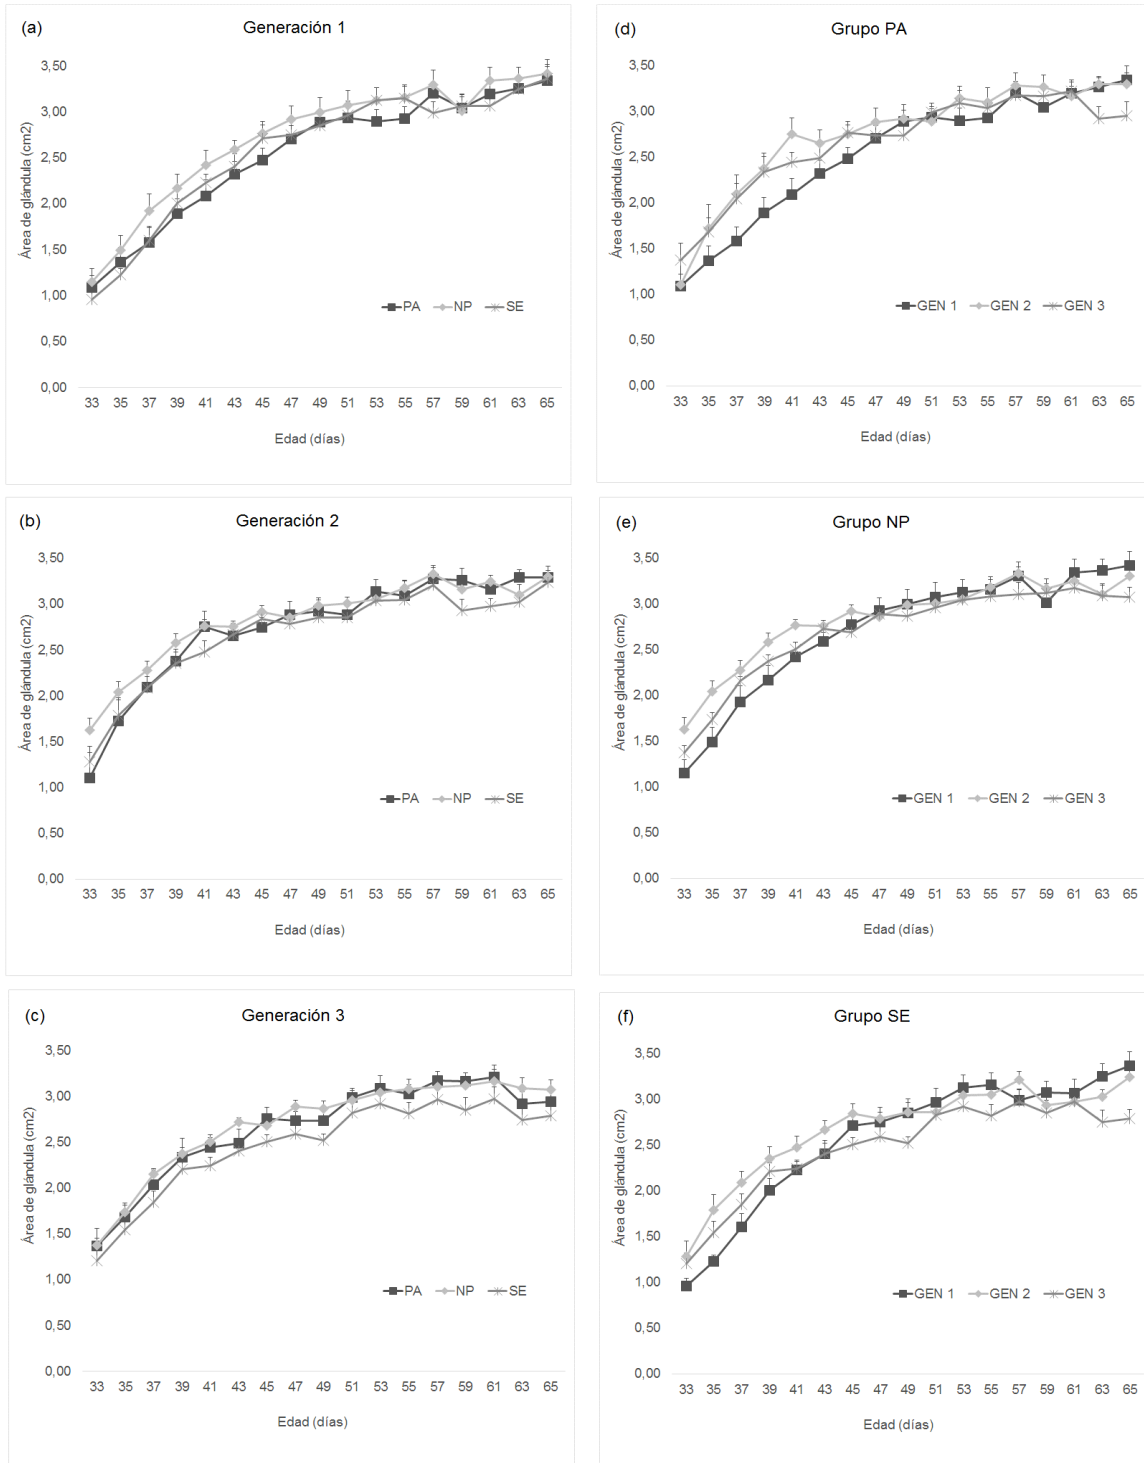 (a) Generación 1
Área de glándula (cm2)
3,50
3,00
2,50
2,00
1,50
1,00
0,50
0,00
PA NP SE
33 35 37 39 41 43 45 47 49 51 53 55 57 59 61 63 65
Edad (días)
(d) Grupo PA
Área de glándula (cm2)
3,50
3,00
2,50
2,00
1,50
1,00
0,50
0,00
GEN 1 GEN 2 GEN 3
33 35 37 39 41 43 45 47 49 51 53 55 57 59 61 63 65
Edad (días)
(b) Generación 2
Área de glándula (cm2)
3,50
3,00
2,50
2,00
1,50
1,00
0,50
0,00
PA NP SE
33 35 37 39 41 43 45 47 49 51 53 55 57 59 61 63 65
Edad (días)
(e) Grupo NP
Área de glándula (cm2)
3,50
3,00
2,50
2,00
1,50
1,00
0,50
0,00
GEN 1 GEN 2 GEN 3
33 35 37 39 41 43 45 47 49 51 53 55 57 59 61 63 65
Edad (días)
(c) Generación 3
Área de glándula (cm2)
3,50
3,00
2,50
2,00
1,50
1,00
0,50
0,00
PA NP SE
33 35 37 39 41 43 45 47 49 51 53 55 57 59 61 63 65
Edad (días)
(f) Grupo SE
Área de glándula (cm2)
3,50
3,00
2,50
2,00
1,50
1,00
0,50
0,00
GEN 1 GEN 2 GEN 3
33 35 37 39 41 43 45 47 49 51 53 55 57 59 61 63 65
Edad (días)